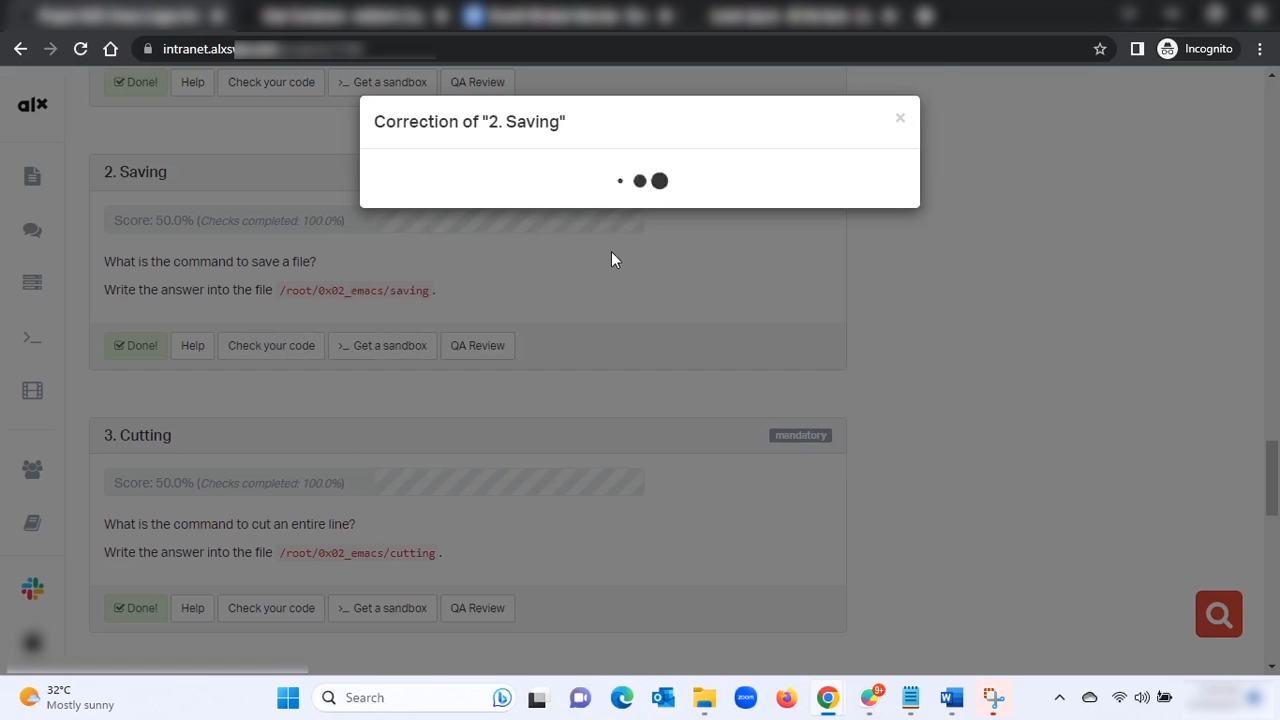 intranet.alxsw
Incognito
alx
Done!
Help
Check your code
>_ Get a sandbox
QA Review
Correction of "2. Saving"
×
2. Saving
Score: 50.0% (Checks completed: 100.0%)
What is the command to save a file?
Write the answer into the file /root/0x02_emacs/saving.
Done!
Help
Check your code
>_ Get a sandbox
QA Review
3. Cutting
mandatory
Score: 50.0% (Checks completed: 100.0%)
What is the command to cut an entire line?
Write the answer into the file /root/0x02_emacs/cutting.
Done!
Help
Check your code
>_ Get a sandbox
QA Review
32°C
Mostly sunny
Search
zoom
9+